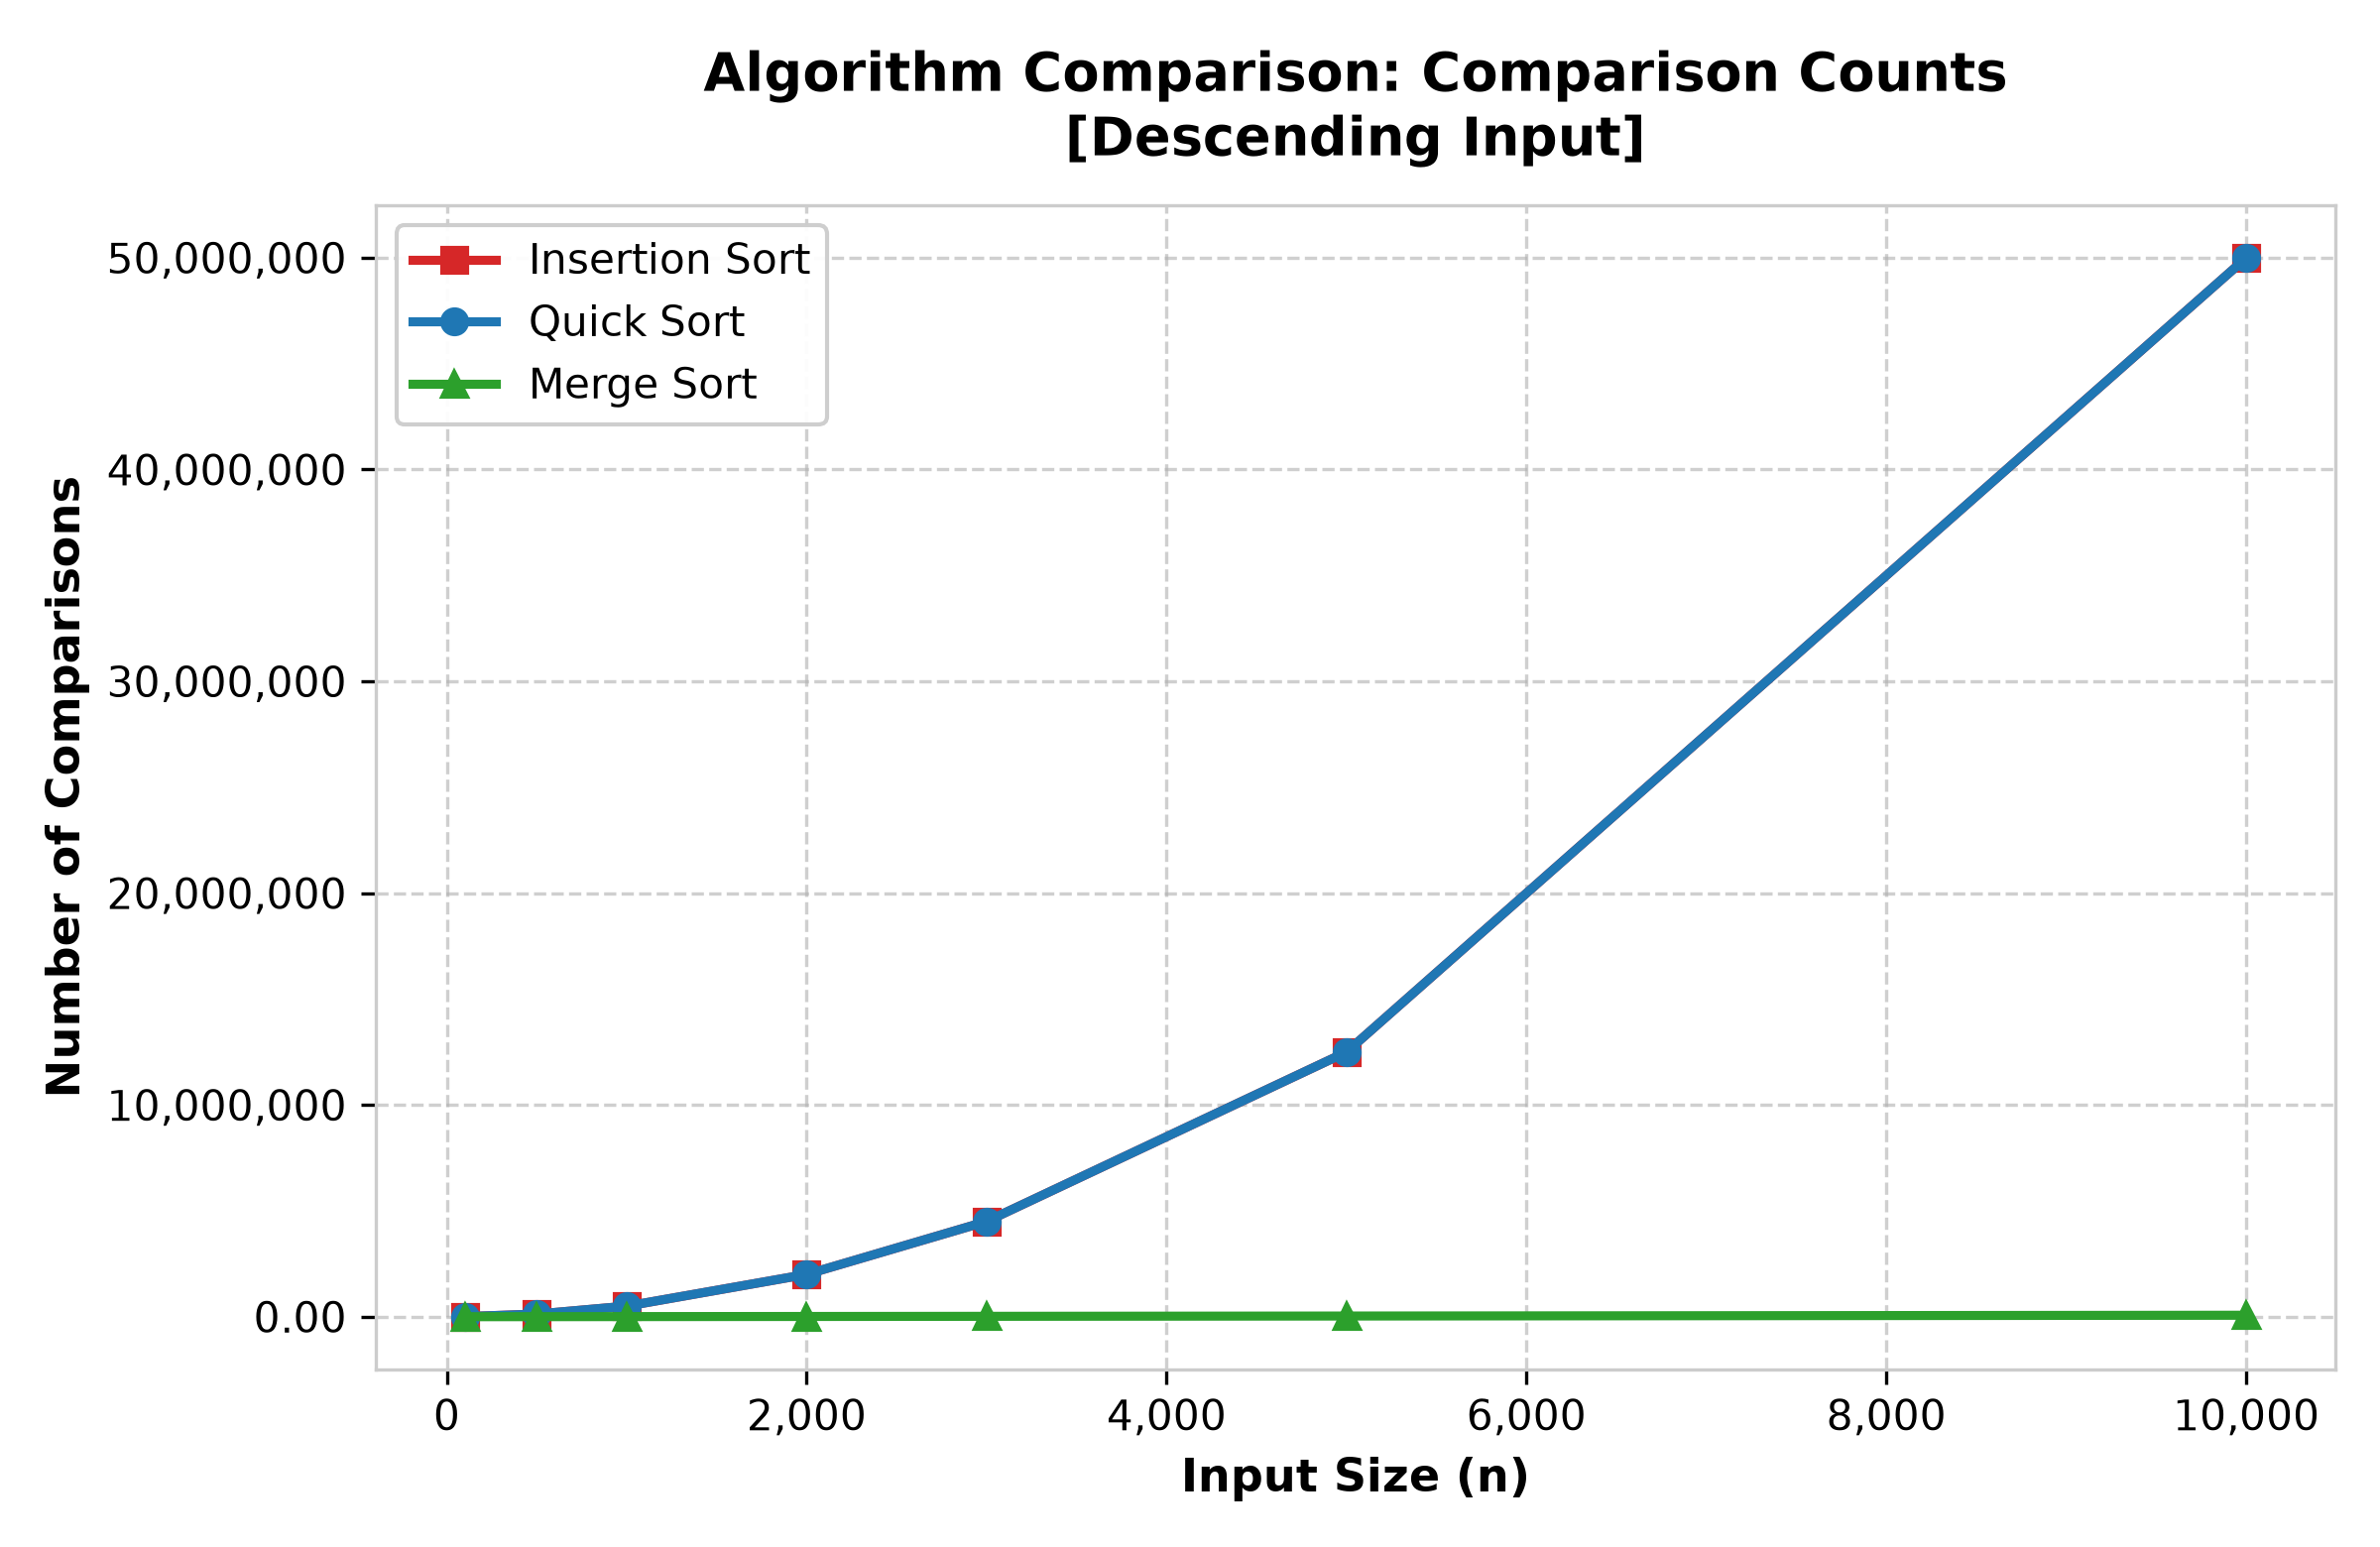 Algorithm Comparison: Comparison Counts
[Descending Input]
Insertion Sort
Quick Sort
Merge Sort
Number of Comparisons
50,000,000
40,000,000
30,000,000
20,000,000
10,000,000
0.00
0
2,000
4,000
6,000
8,000
10,000
Input Size (n)